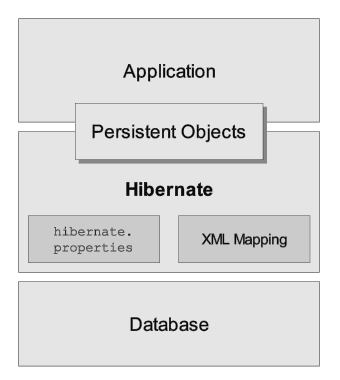 Application
Persistent Objects
Hibernate
hibernate.
properties
XML Mapping
Database